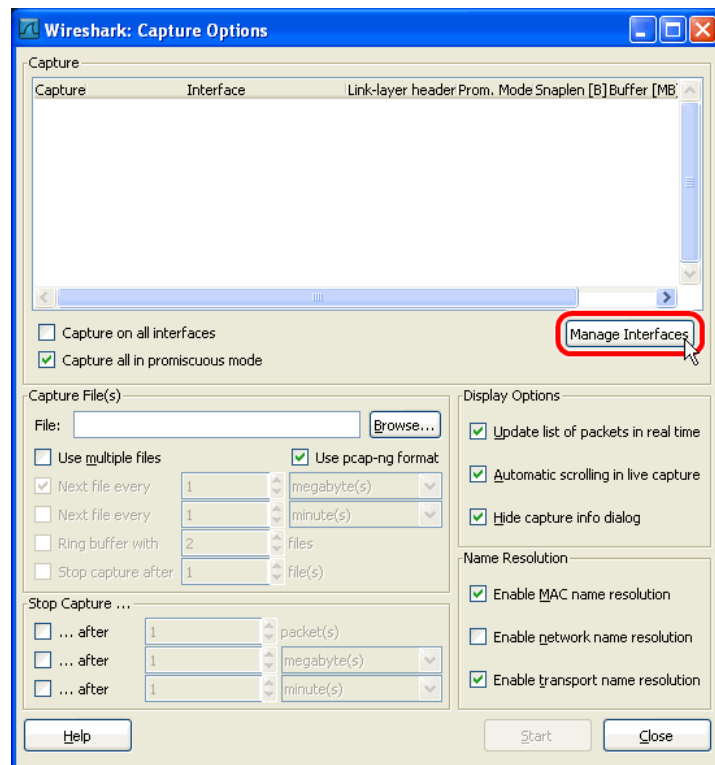 Wireshark: Capture Options
Capture
Capture Interface Link-layer header Prom. Mode Snaplen [B] Buffer [MB]
Capture on all interfaces
Manage Interfaces
Capture all in promiscuous mode
Capture File(s)
File: Browse...
Use multiple files Use pcap-ng format
Next file every 1 megabyte(s)
Next file every 1 minute(s)
Ring buffer with 2 files
Stop capture after 1 file(s)
Stop Capture ...
... after 1 packet(s)
... after 1 megabyte(s)
... after 1 minute(s)
Display Options
Update list of packets in real time
Automatic scrolling in live capture
Hide capture info dialog
Name Resolution
Enable MAC name resolution
Enable network name resolution
Enable transport name resolution
Help Start Close